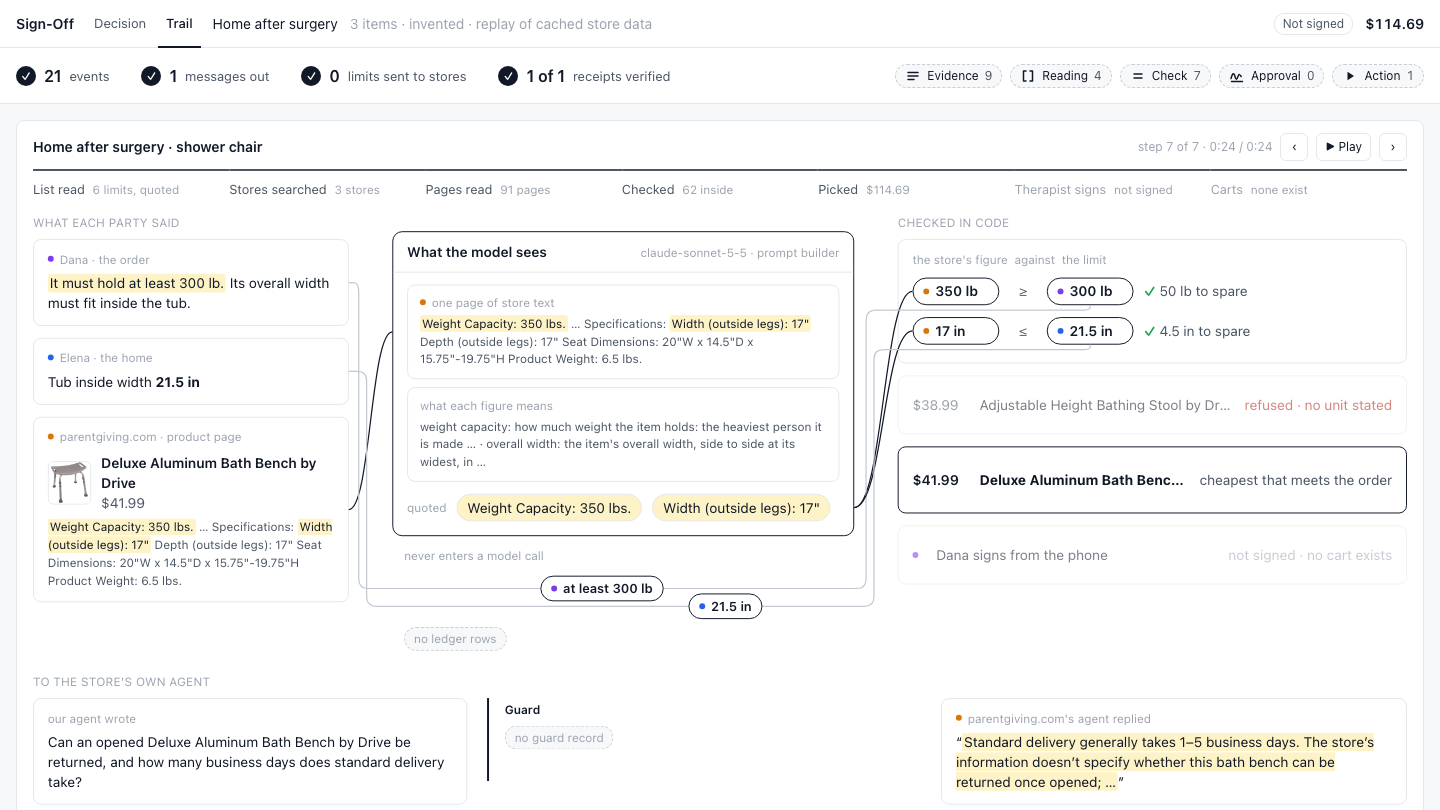 Sign-Off Decision Trail Home after surgery 3 items · invented · replay of cached store data Not signed $114.69
21 events 1 messages out 0 limits sent to stores 1 of 1 receipts verified Evidence 9 Reading 4 Check 7 Approval 0 Action 1
Home after surgery · shower chair step 7 of 7 · 0:24 / 0:24 ‹ Play ›
List read 6 limits, quoted Stores searched 3 stores Pages read 91 pages Checked 62 inside Picked $114.69 Therapist signs not signed Carts none exist
WHAT EACH PARTY SAID
Dana · the order
It must hold at least 300 lb. Its overall width
must fit inside the tub.
Elena · the home
Tub inside width 21.5 in
parentgiving.com · product page
Deluxe Aluminum Bath Bench by
Drive
$41.99
Weight Capacity: 350 lbs. ... Specifications: Width
(outside legs): 17" Depth (outside legs): 17" Seat
Dimensions: 20"W x 14.5"D x 15.75"-19.75"H
Product Weight: 6.5 lbs.
What the model sees claude-sonnet-5-5 · prompt builder
one page of store text
Weight Capacity: 350 lbs. ... Specifications: Width (outside legs): 17"
Depth (outside legs): 17" Seat Dimensions: 20"W x 14.5"D x
15.75"-19.75"H Product Weight: 6.5 lbs.
what each figure means
weight capacity: how much weight the item holds: the heaviest person it
is made ... · overall width: the item's overall width, side to side at its
widest, in ...
quoted Weight Capacity: 350 lbs. Width (outside legs): 17"
never enters a model call
at least 300 lb
21.5 in
no ledger rows
CHECKED IN CODE
the store's figure against the limit
350 lb ≥ 300 lb ✓ 50 lb to spare
17 in ≤ 21.5 in ✓ 4.5 in to spare
$38.99 Adjustable Height Bathing Stool by Dr... refused · no unit stated
$41.99 Deluxe Aluminum Bath Benc... cheapest that meets the order
Dana signs from the phone not signed · no cart exists
TO THE STORE'S OWN AGENT
our agent wrote
Can an opened Deluxe Aluminum Bath Bench by Drive be
returned, and how many business days does standard delivery
take?
Guard
no guard record
parentgiving.com's agent replied
“Standard delivery generally takes 1–5 business days. The store’s
information doesn’t specify whether this bath bench can be
returned once opened; ...”